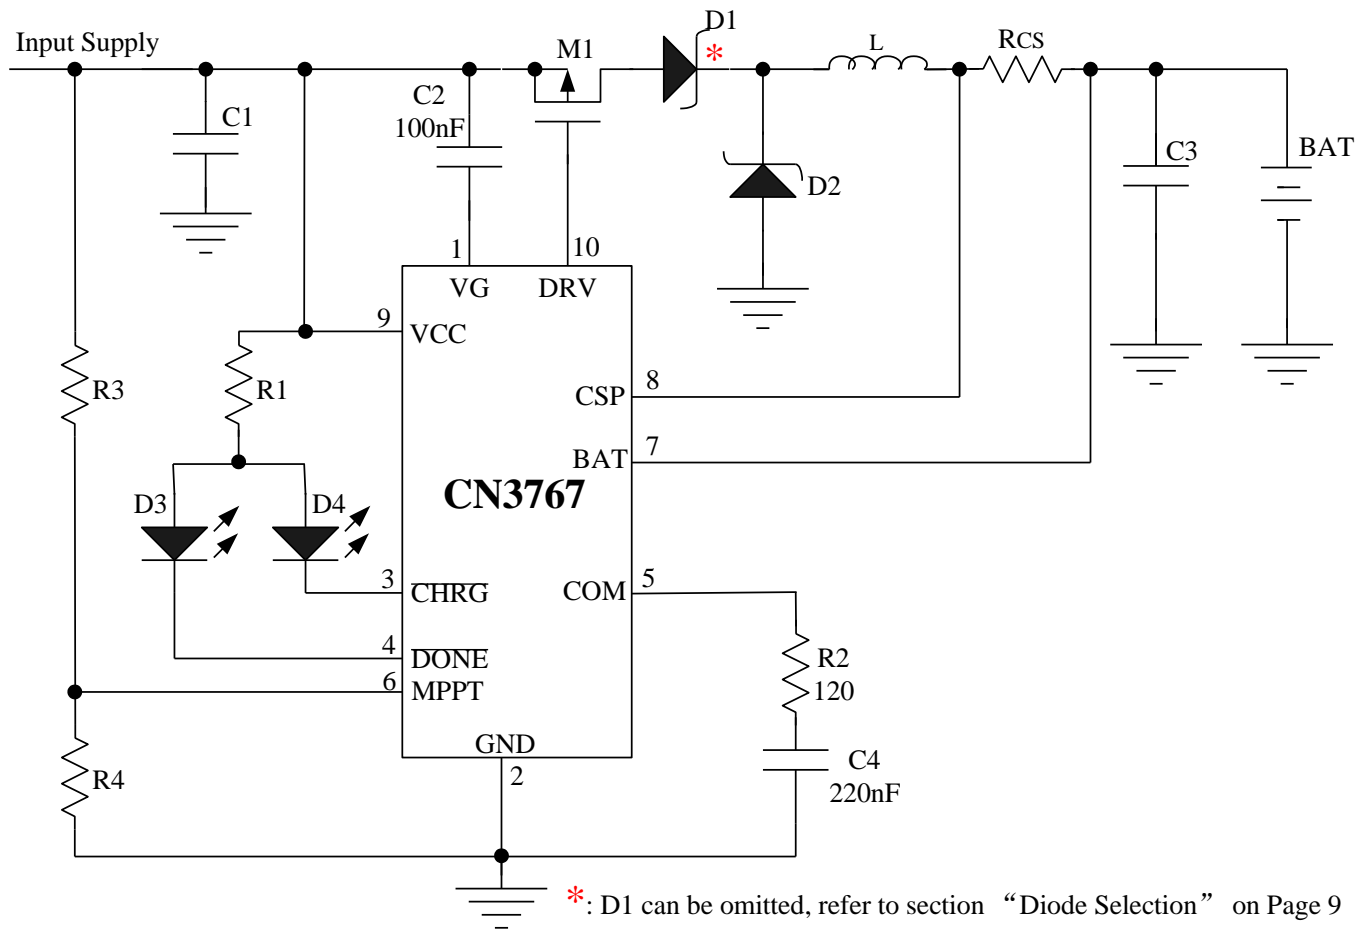 Input Supply
D1
*
M1
L
RCS
C2
100nF
C1
C3
BAT
D2
1
10
VG
DRV
9
VCC
R3
R1
8
CSP
7
BAT
CN3767
D3
D4
3
CHRG
5
COM
4
DONE
6
MPPT
R2
120
GND
2
R4
C4
220nF
*: D1 can be omitted, refer to section “Diode Selection” on Page 9